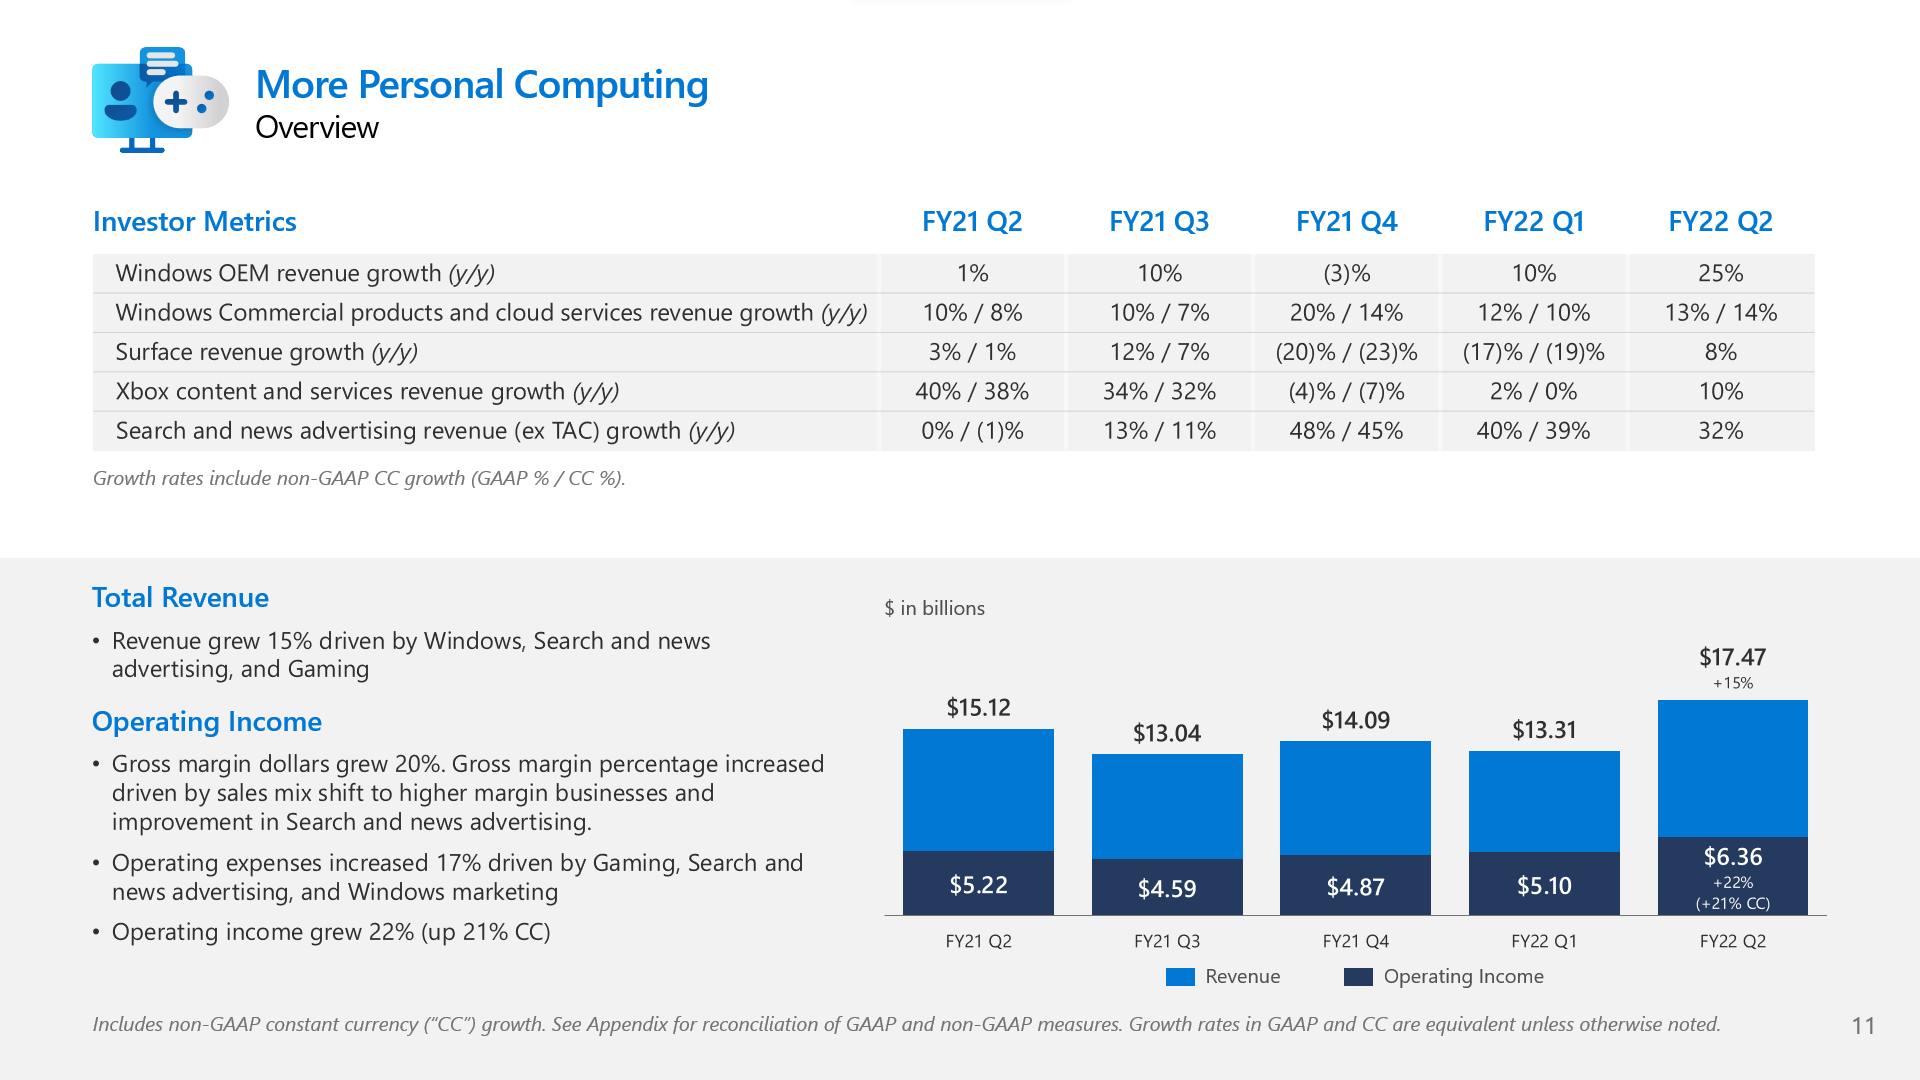 More Personal Computing
Overview
Investor Metrics FY21 Q2 FY21 Q3 FY21 Q4 FY22 Q1 FY22 Q2
Windows OEM revenue growth (y/y) 1% 10% (3)% 10% 25%
Windows Commercial products and cloud services revenue growth (y/y) 10% / 8% 10% / 7% 20% / 14% 12% / 10% 13% / 14%
Surface revenue growth (y/y) 3% / 1% 12% / 7% (20)% / (23)% (17)% / (19)% 8%
Xbox content and services revenue growth (y/y) 40% / 38% 34% / 32% (4)% / (7)% 2% / 0% 10%
Search and news advertising revenue (ex TAC) growth (y/y) 0% / (1)% 13% / 11% 48% / 45% 40% / 39% 32%
Growth rates include non-GAAP CC growth (GAAP % / CC %).
Total Revenue
• Revenue grew 15% driven by Windows, Search and news
advertising, and Gaming
Operating Income
• Gross margin dollars grew 20%. Gross margin percentage increased
driven by sales mix shift to higher margin businesses and
improvement in Search and news advertising.
• Operating expenses increased 17% driven by Gaming, Search and
news advertising, and Windows marketing
• Operating income grew 22% (up 21% CC)
$ in billions
$15.12 $13.04 $14.09 $13.31 $17.47
+15%
$5.22 $4.59 $4.87 $5.10 $6.36
+22%
(+21% CC)
FY21 Q2 FY21 Q3 FY21 Q4 FY22 Q1 FY22 Q2
Revenue Operating Income
Includes non-GAAP constant currency (“CC”) growth. See Appendix for reconciliation of GAAP and non-GAAP measures. Growth rates in GAAP and CC are equivalent unless otherwise noted.
11